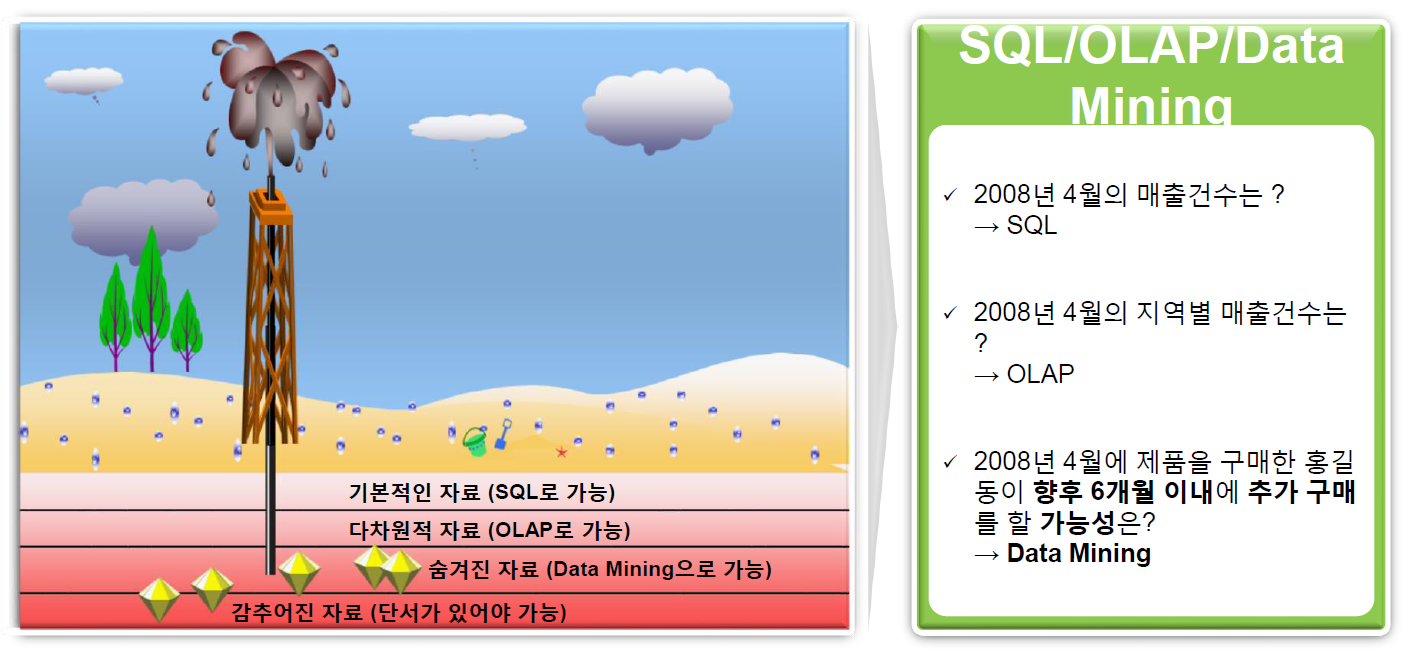 기본적인 자료 (SQL로 가능)
다차원적 자료 (OLAP로 가능)
숨겨진 자료 (Data Mining으로 가능)
감추어진 자료 (단서가 있어야 가능)
SQL/OLAP/Data
Mining
✓ 2008년 4월의 매출건수는 ?
→ SQL
✓ 2008년 4월의 지역별 매출건수는
?
→ OLAP
✓ 2008년 4월에 제품을 구매한 홍길
동이 향후 6개월 이내에 추가 구매
를 할 가능성은?
→ Data Mining